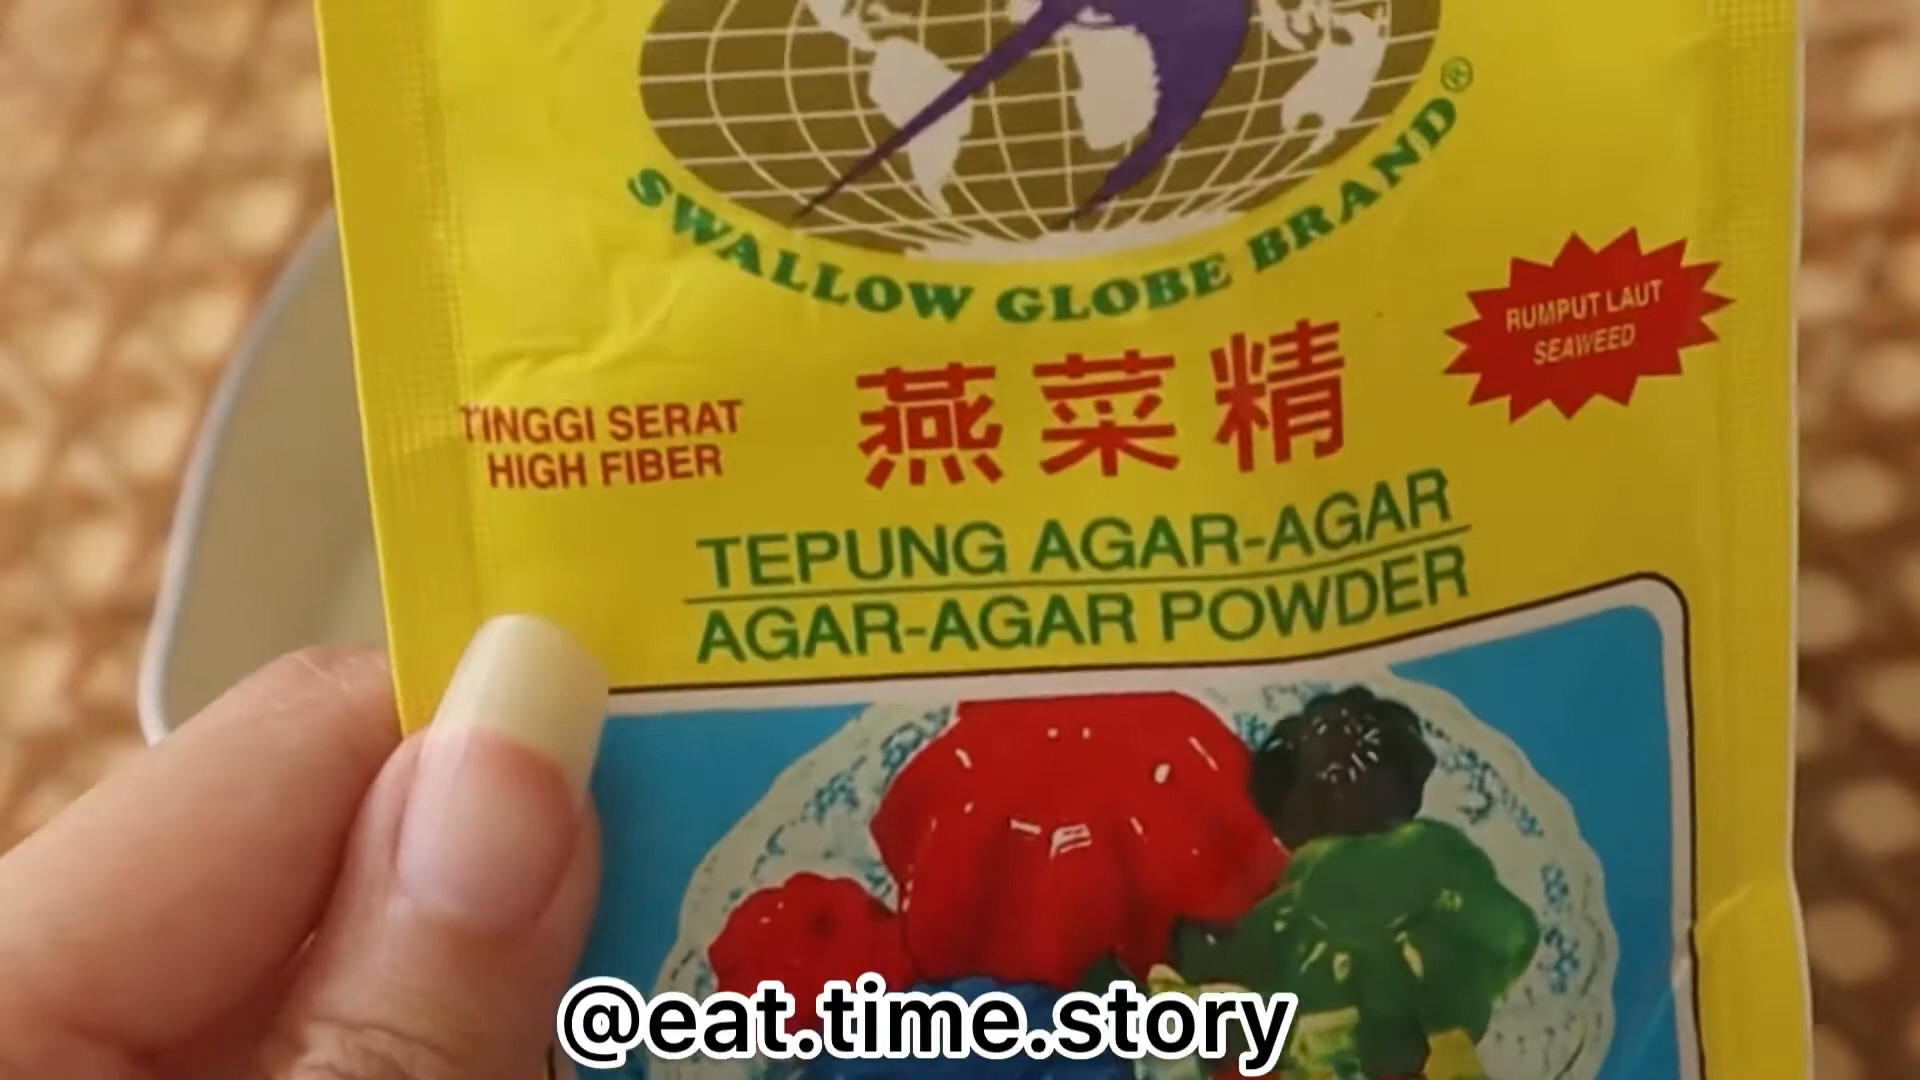 SWALLOW GLOBE BRAND®
RUMPUT LAUT
SEAWEED
TINGGI SERAT
HIGH FIBER
燕菜精
TEPUNG AGAR-AGAR
AGAR-AGAR POWDER
@eat.time.story